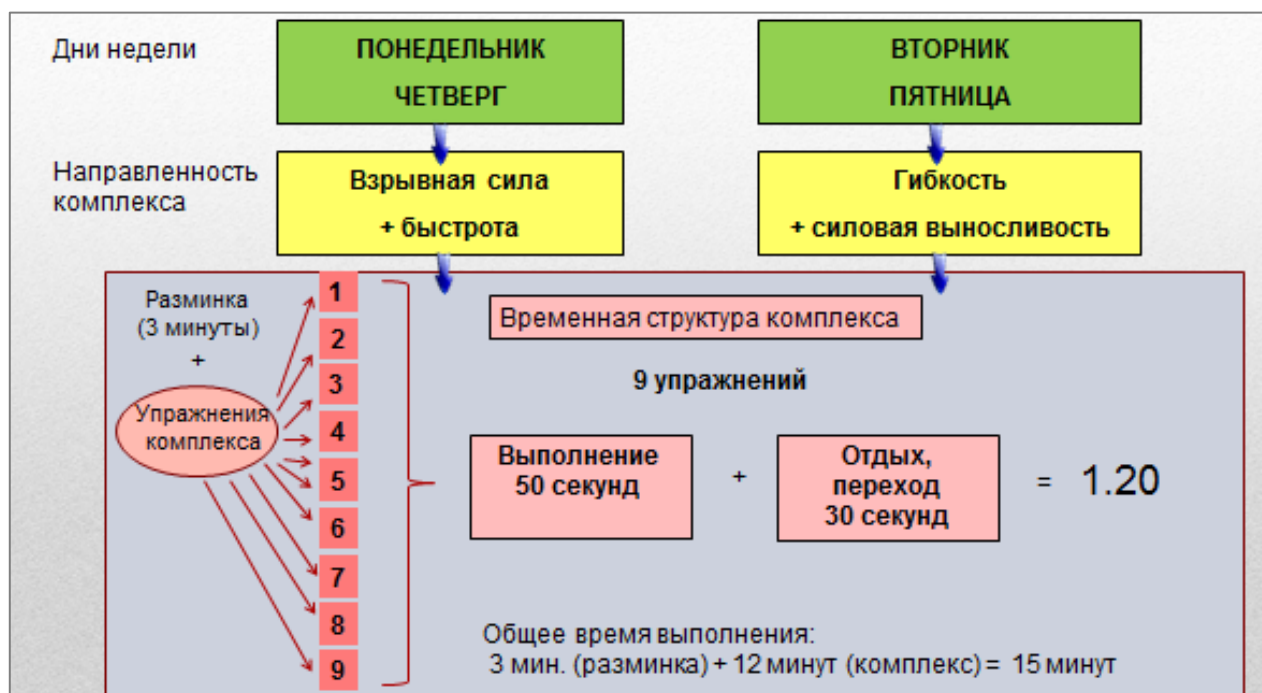 Дни недели
ПОНЕДЕЛЬНИК
ЧЕТВЕРГ
ВТОРНИК
ПЯТНИЦА
Направленность
комплекса
Взрывная сила
+ быстрота
Гибкость
+ силовая выносливость
Разминка
(3 минуты)
+
Упражнения
комплекса
1
2
3
4
5
6
7
8
9
Временная структура комплекса
9 упражнений
Выполнение
50 секунд
+
Отдых,
переход
30 секунд
= 1.20
Общее время выполнения:
3 мин. (разминка) + 12 минут (комплекс) = 15 минут